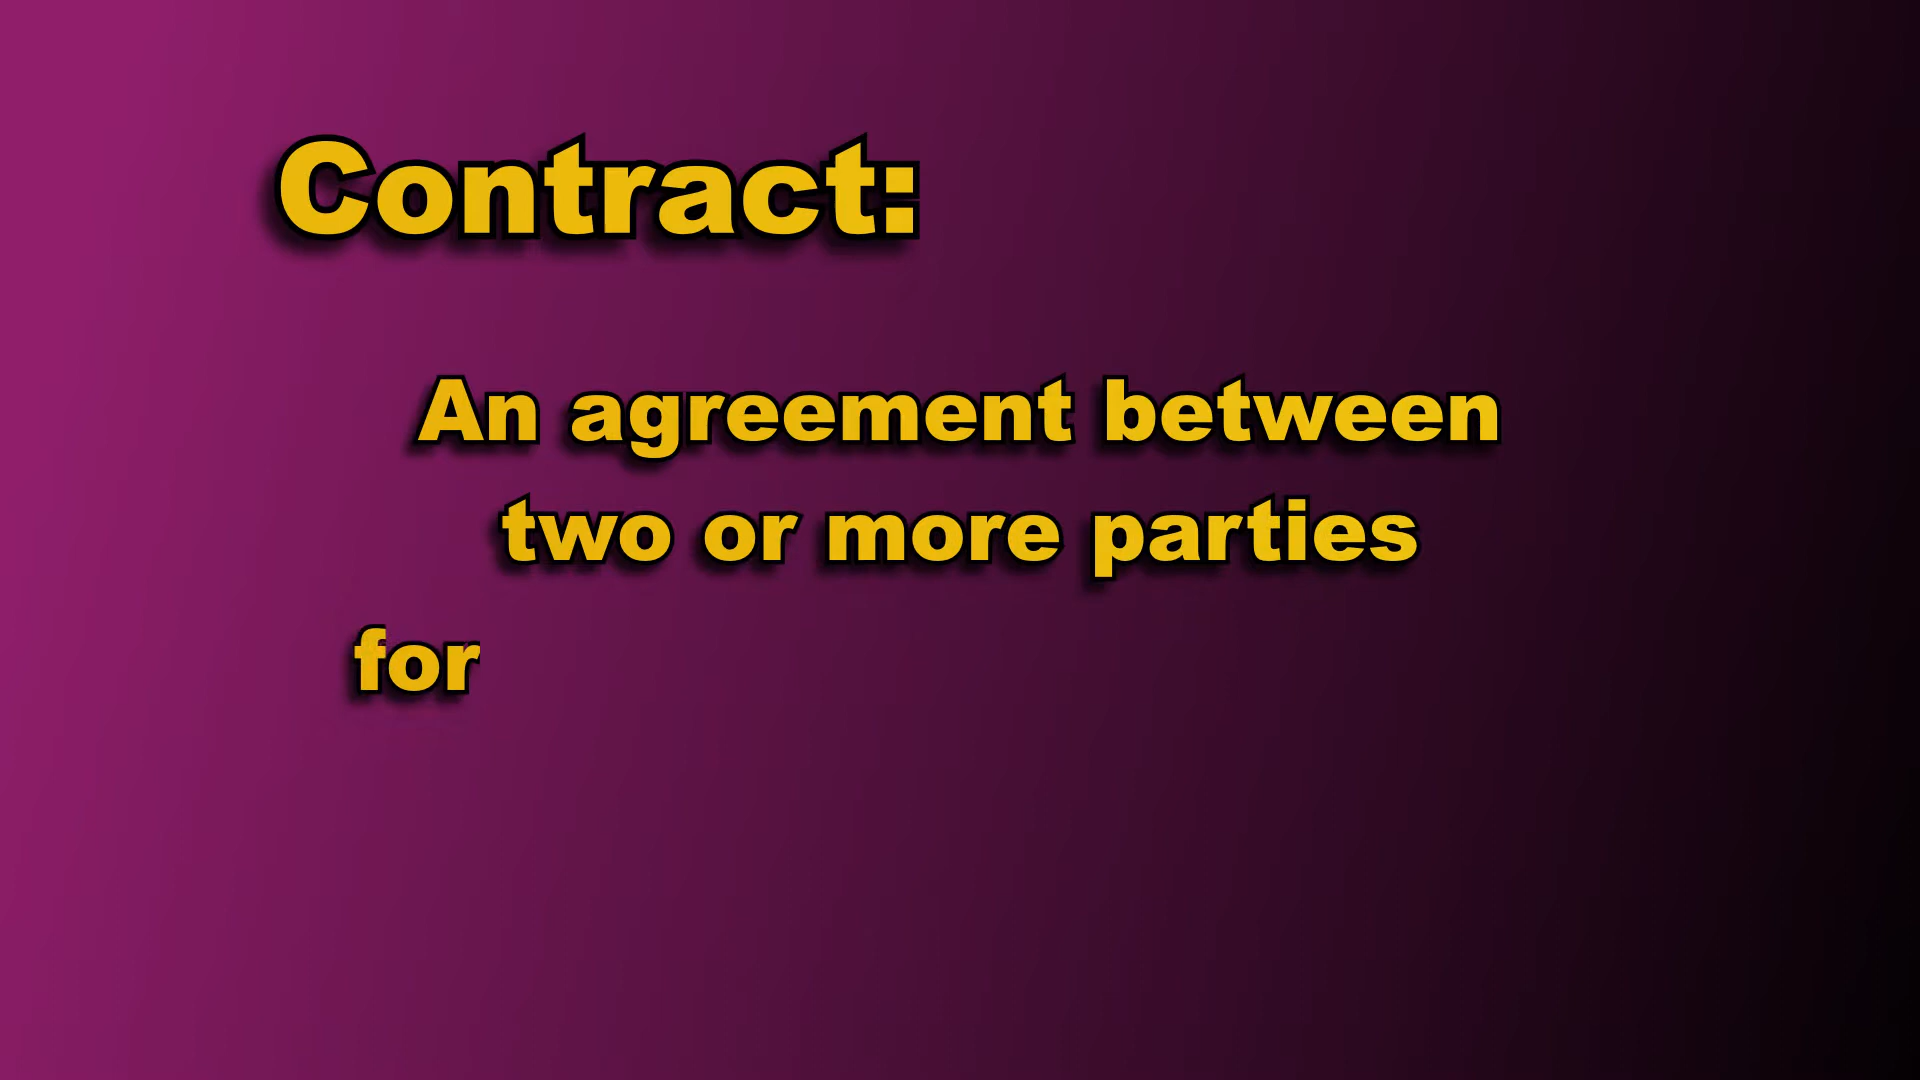 Contract:
An agreement between
two or more parties
for